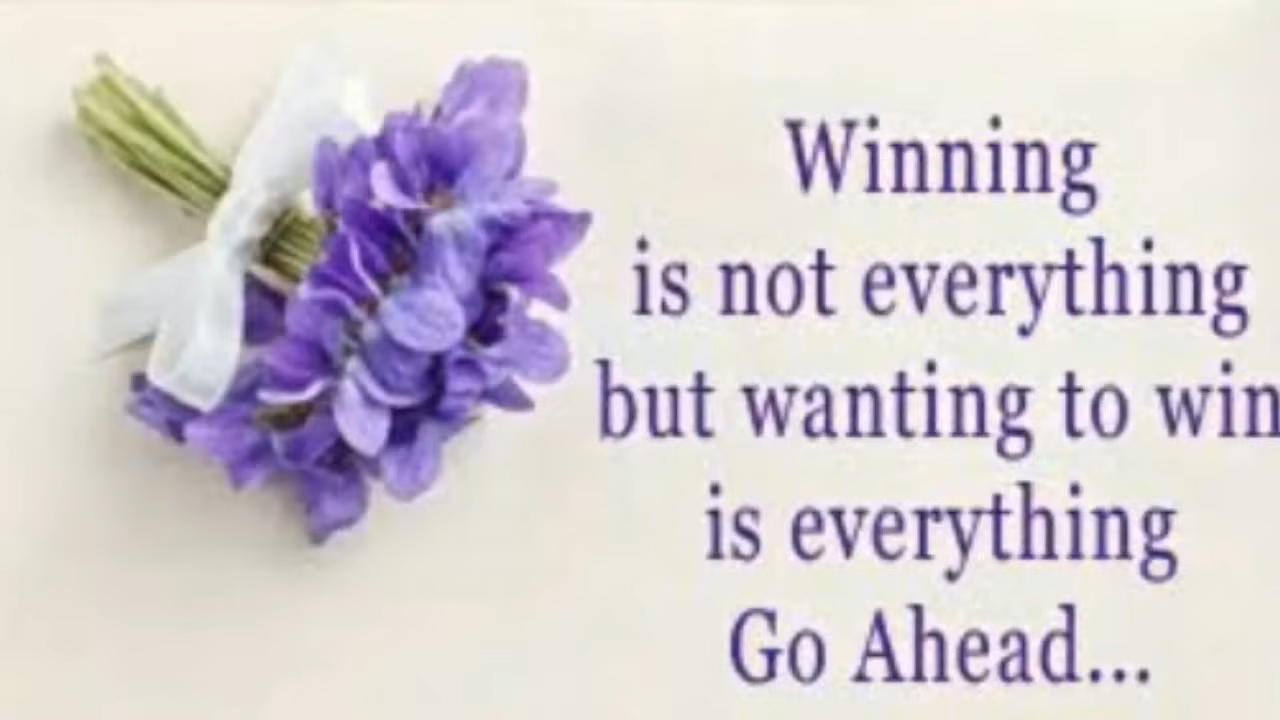 Winning
is not everything
but wanting to win
is everything
Go Ahead...